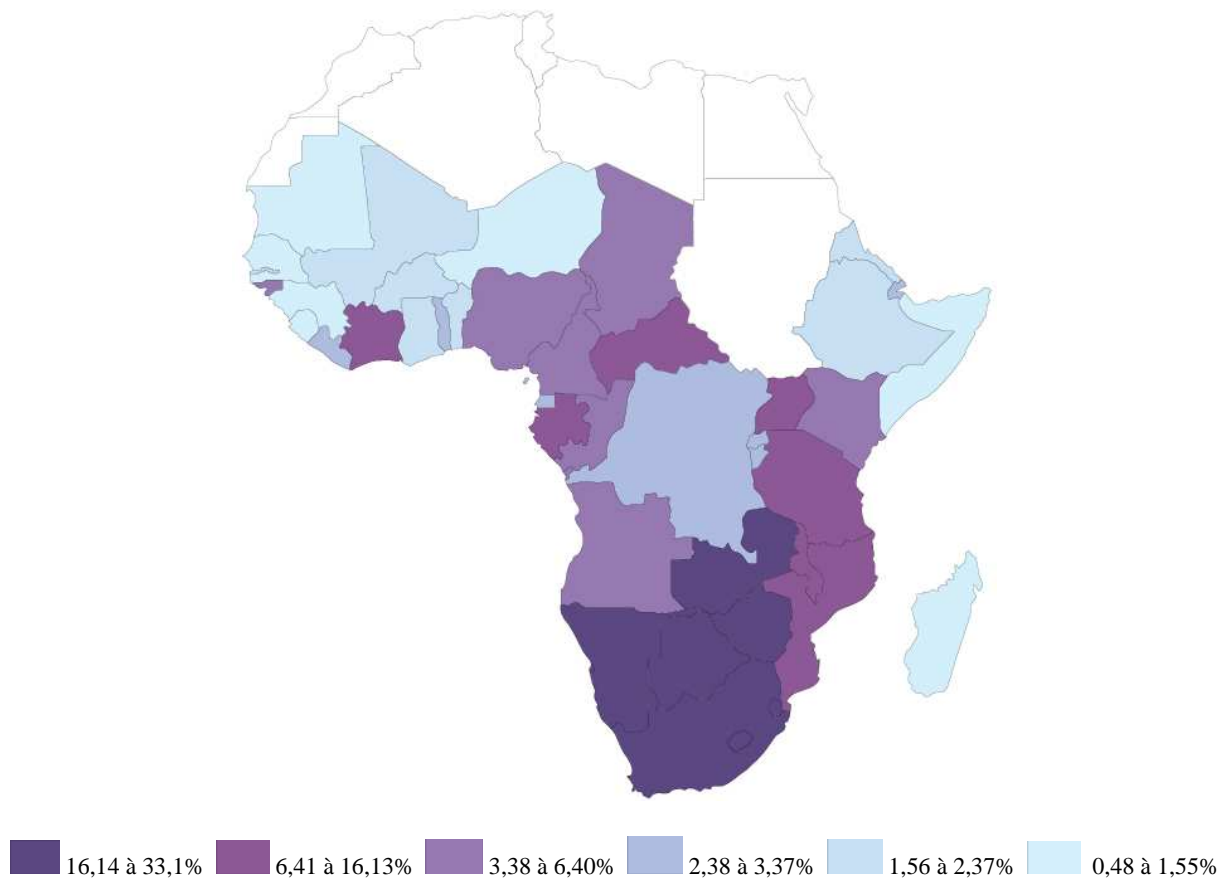 16,14 à 33,1% 6,41 à 16,13% 3,38 à 6,40% 2,38 à 3,37% 1,56 à 2,37% 0,48 à 1,55%